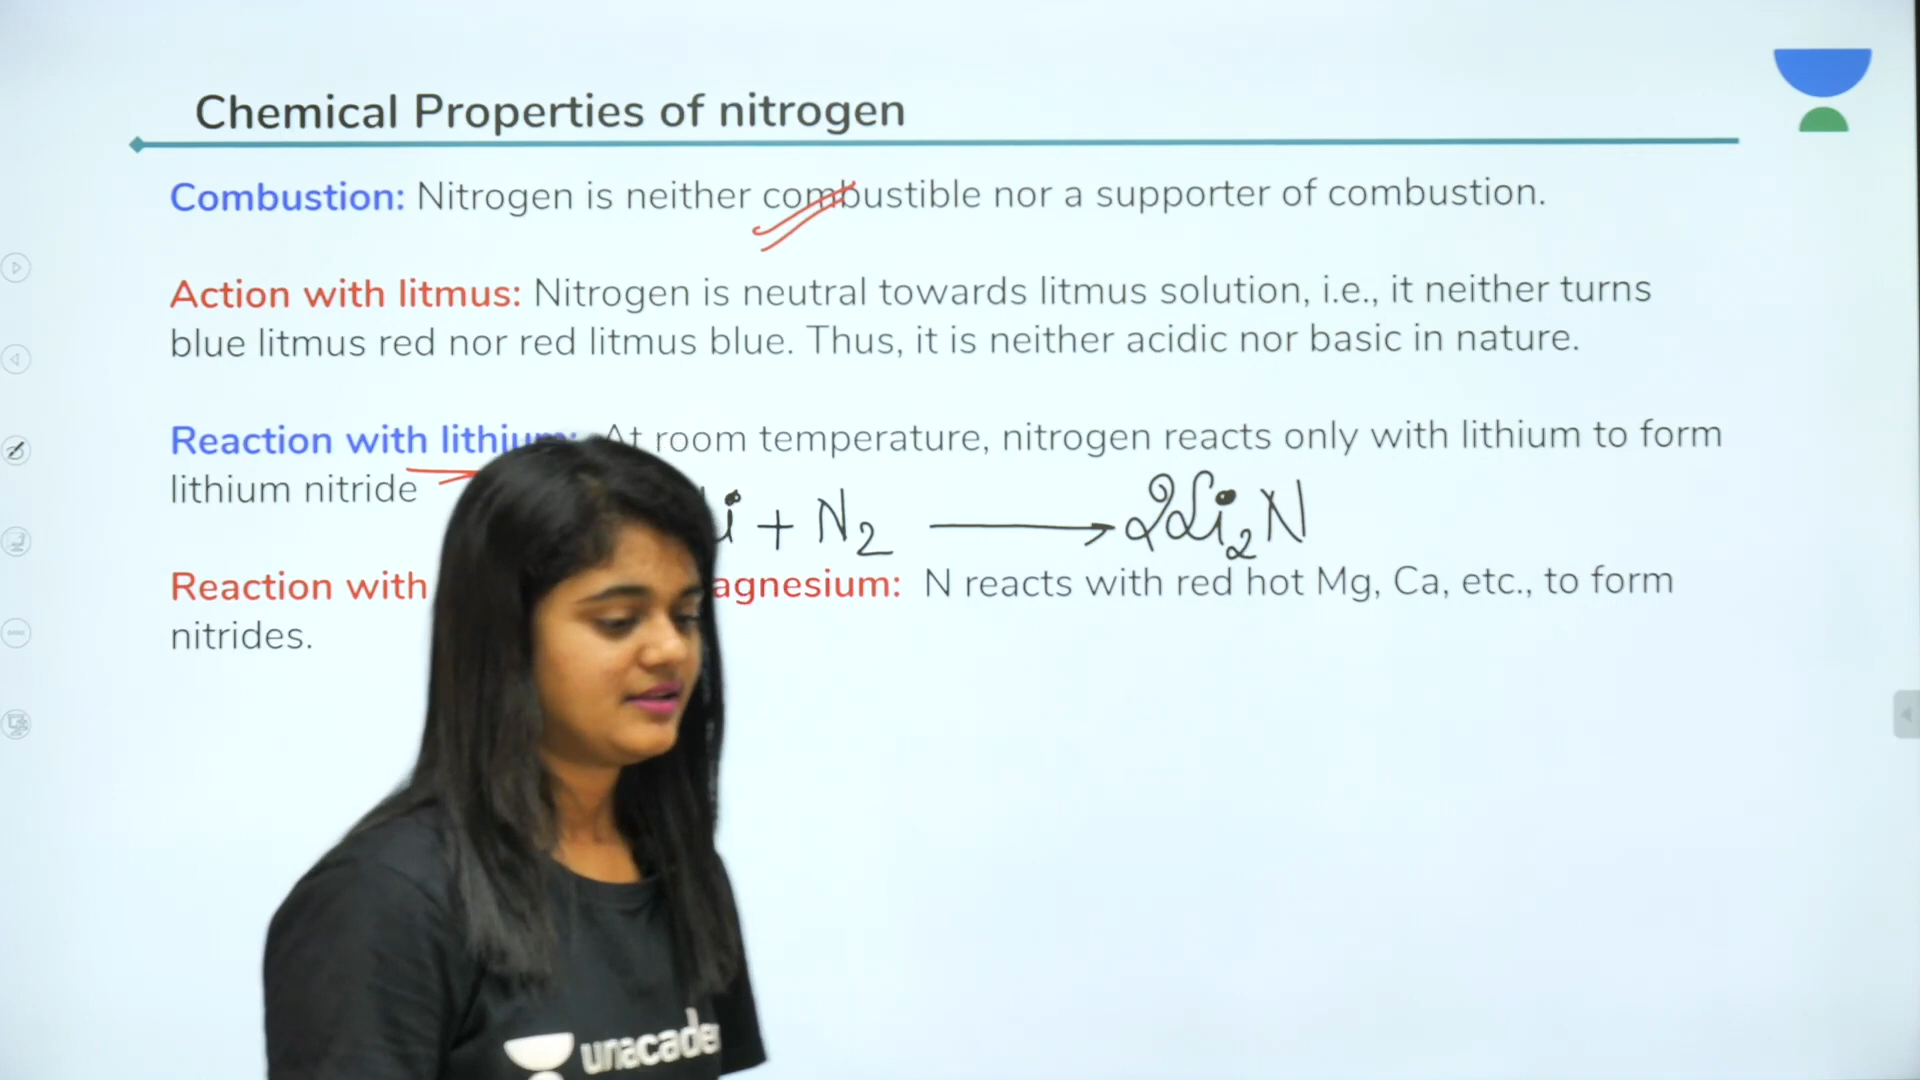 Chemical Properties of nitrogen
Combustion: Nitrogen is neither combustible nor a supporter of combustion.
Action with litmus: Nitrogen is neutral towards litmus solution, i.e., it neither turns
blue litmus red nor red litmus blue. Thus, it is neither acidic nor basic in nature.
Reaction with lithium: At room temperature, nitrogen reacts only with lithium to form
lithium nitride
i + N2 → 2Li2N
Reaction with agnesium: N reacts with red hot Mg, Ca, etc., to form
nitrides.
unacade